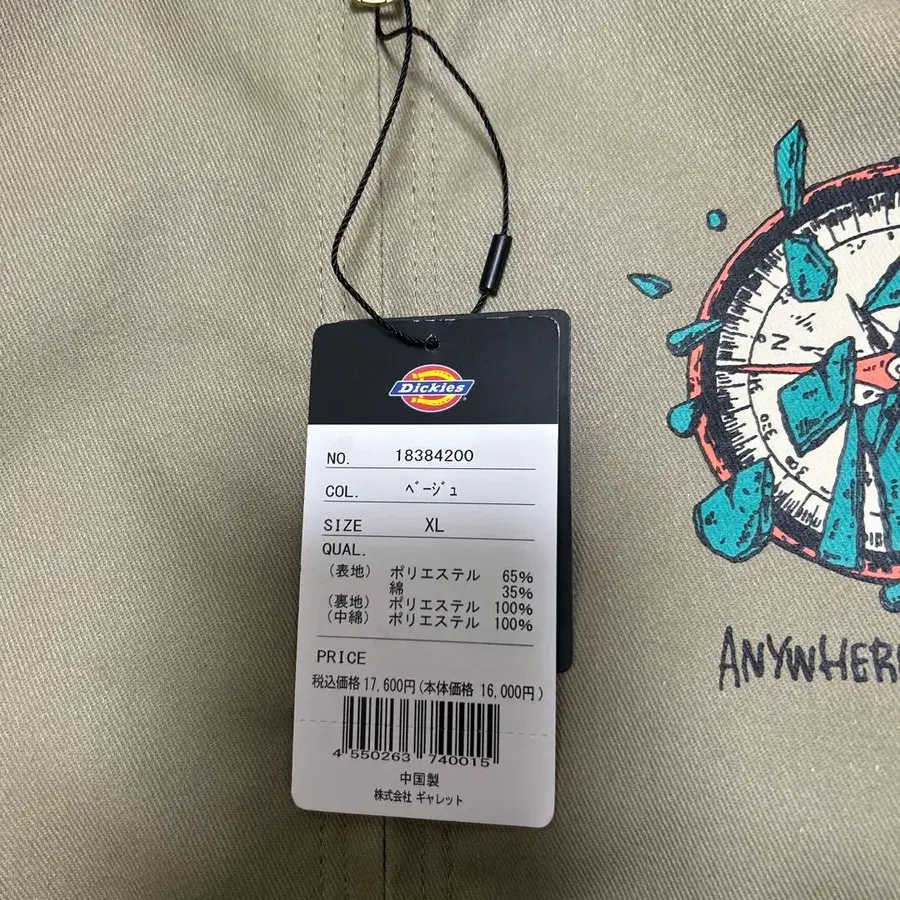 Dickies
NO. 18384200
COL. ﾍﾞｰｼﾞｭ
SIZE XL
QUAL.
(表地) ポリエステル 65%
綿 35%
(裏地) ポリエステル 100%
(中綿) ポリエステル 100%
PRICE
税込価格 17,600円(本体価格 16,000円)
4 550263 740015
中国製
株式会社 ギャレット
N
320
300
ANYWHER